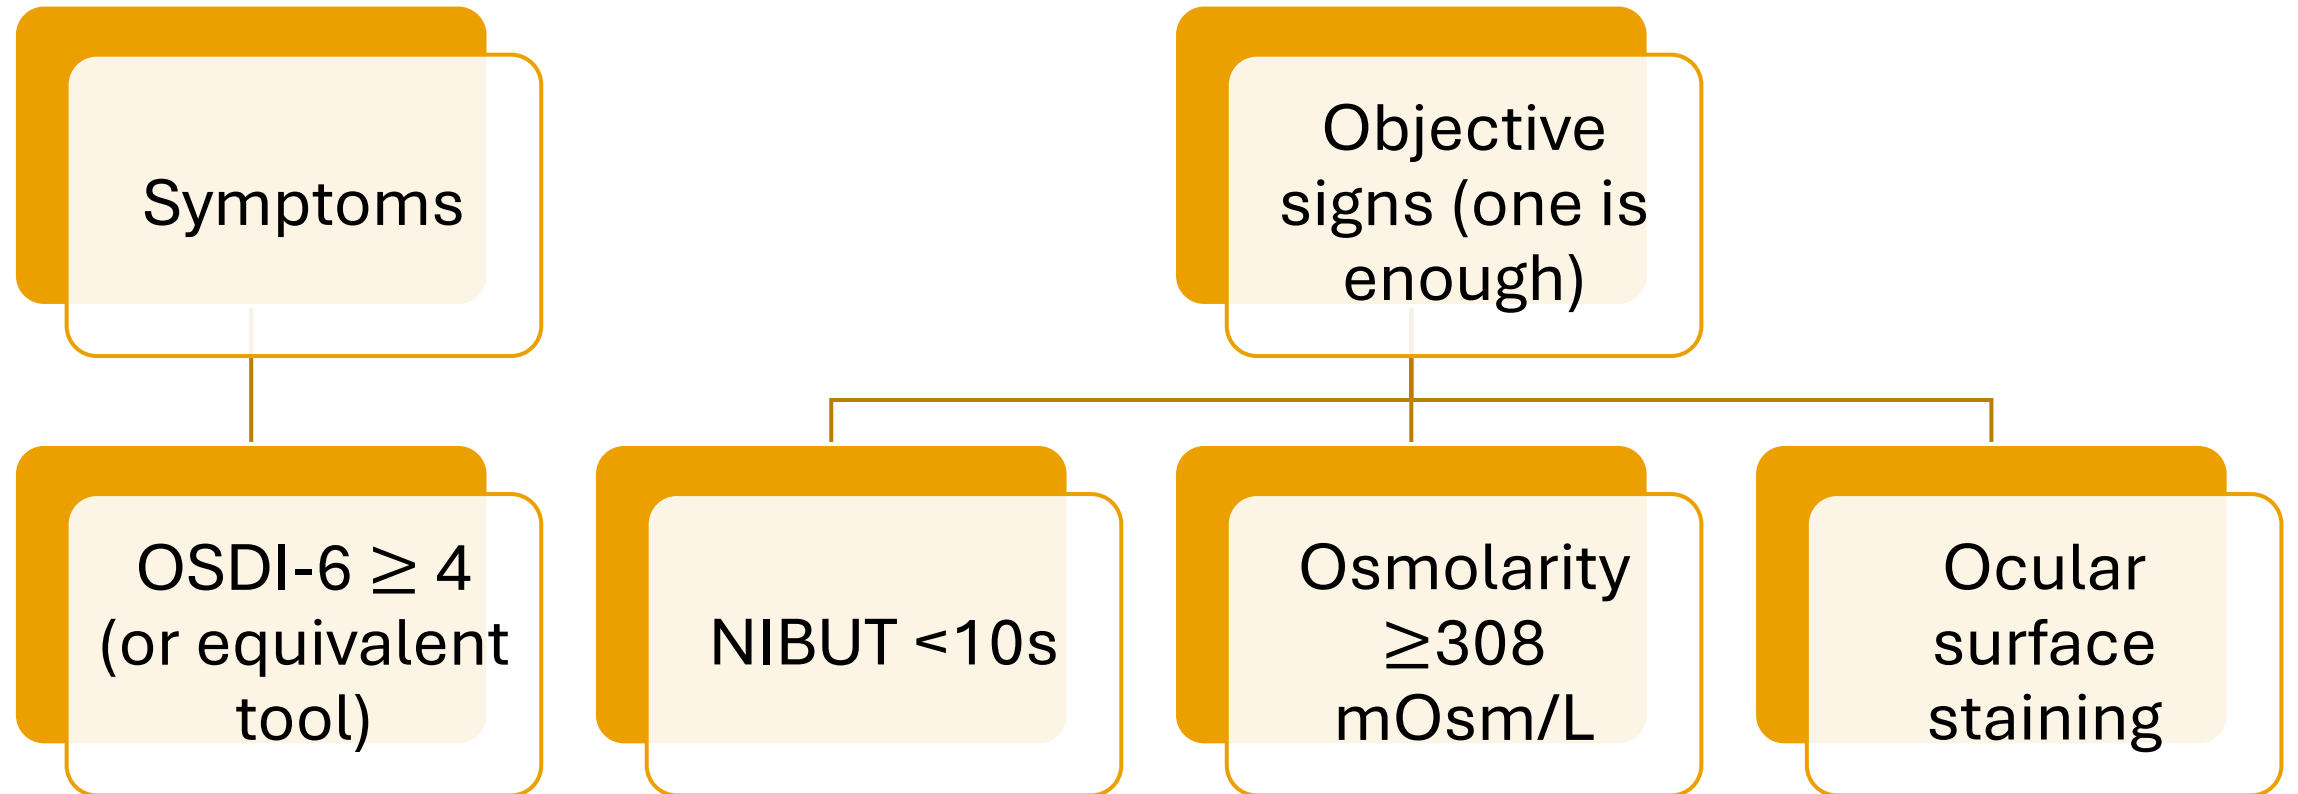 Symptoms
Objective
signs (one is
enough)
OSDI-6 ≥ 4
(or equivalent
tool)
NIBUT <10s
Osmolarity
≥308
mOsm/L
Ocular
surface
staining